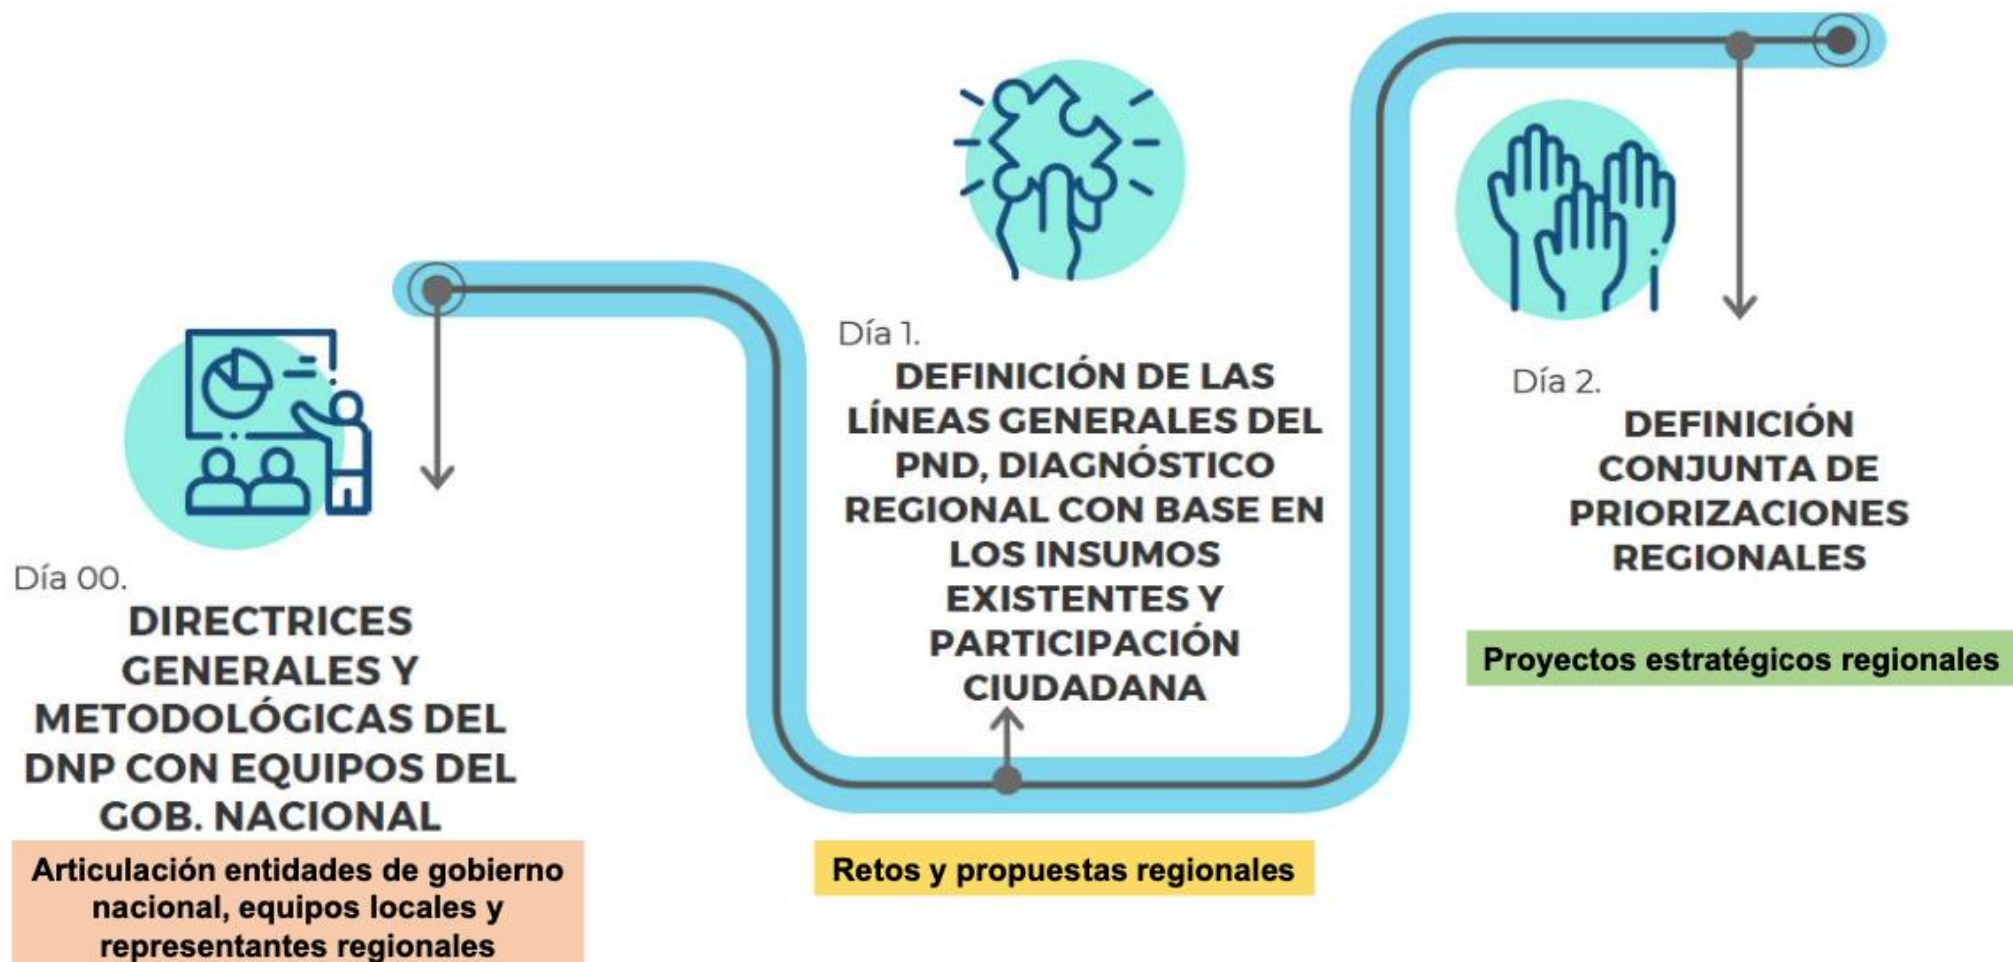 Día 00.
DIRECTRICES
GENERALES Y
METODOLÓGICAS DEL
DNP CON EQUIPOS DEL
GOB. NACIONAL
Articulación entidades de gobierno
nacional, equipos locales y
representantes regionales
Día 1.
DEFINICIÓN DE LAS
LÍNEAS GENERALES DEL
PND, DIAGNÓSTICO
REGIONAL CON BASE EN
LOS INSUMOS
EXISTENTES Y
PARTICIPACIÓN
CIUDADANA
Retos y propuestas regionales
Día 2.
DEFINICIÓN
CONJUNTA DE
PRIORIZACIONES
REGIONALES
Proyectos estratégicos regionales